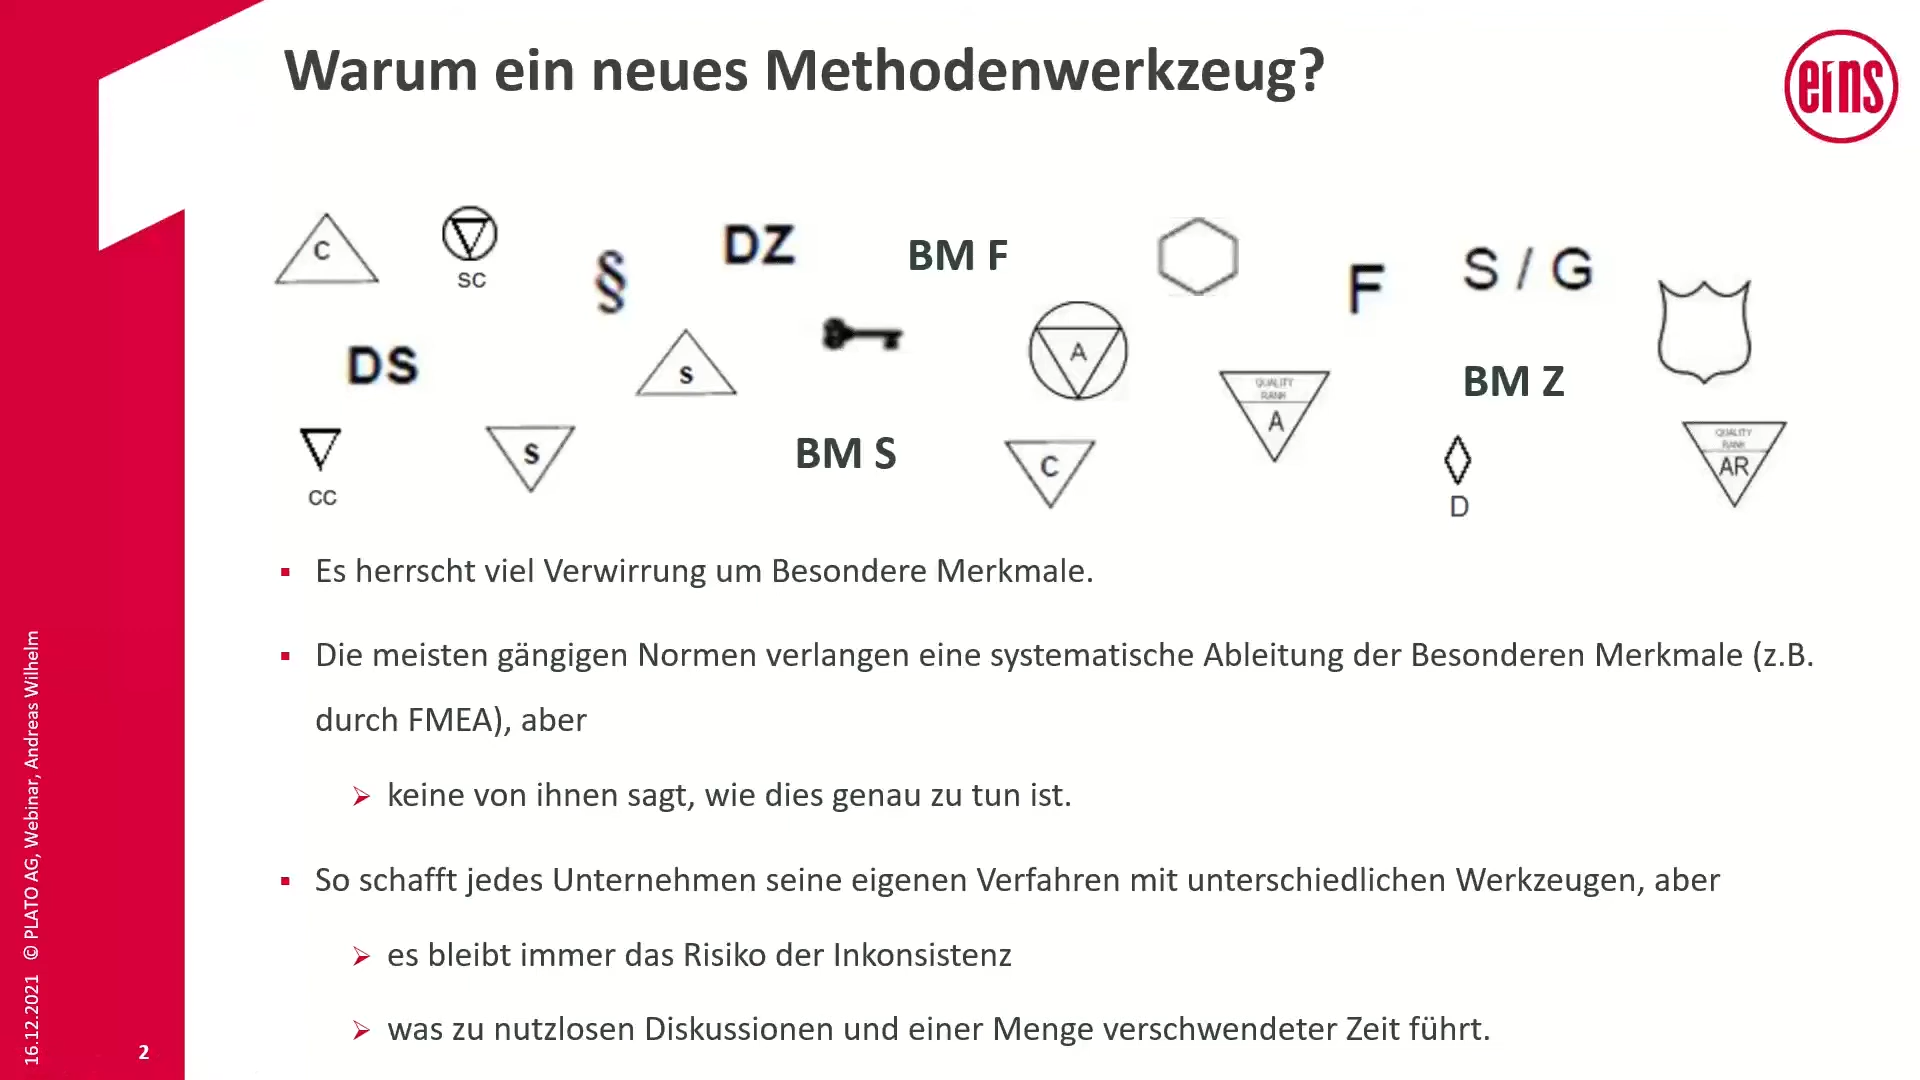 Warum ein neues Methodenwerkzeug?
eins
C
SC
§
DZ
BM F
F
S / G
DS
S
A
QUALITY
RANK
A
BM Z
CC
S
BM S
C
D
QUALITY
RANK
AR
▪ Es herrscht viel Verwirrung um Besondere Merkmale.
▪ Die meisten gängigen Normen verlangen eine systematische Ableitung der Besonderen Merkmale (z.B.
durch FMEA), aber
➢ keine von ihnen sagt, wie dies genau zu tun ist.
▪ So schafft jedes Unternehmen seine eigenen Verfahren mit unterschiedlichen Werkzeugen, aber
➢ es bleibt immer das Risiko der Inkonsistenz
➢ was zu nutzlosen Diskussionen und einer Menge verschwendeter Zeit führt.
16.12.2021 © PLATO AG, Webinar, Andreas Wilhelm
2